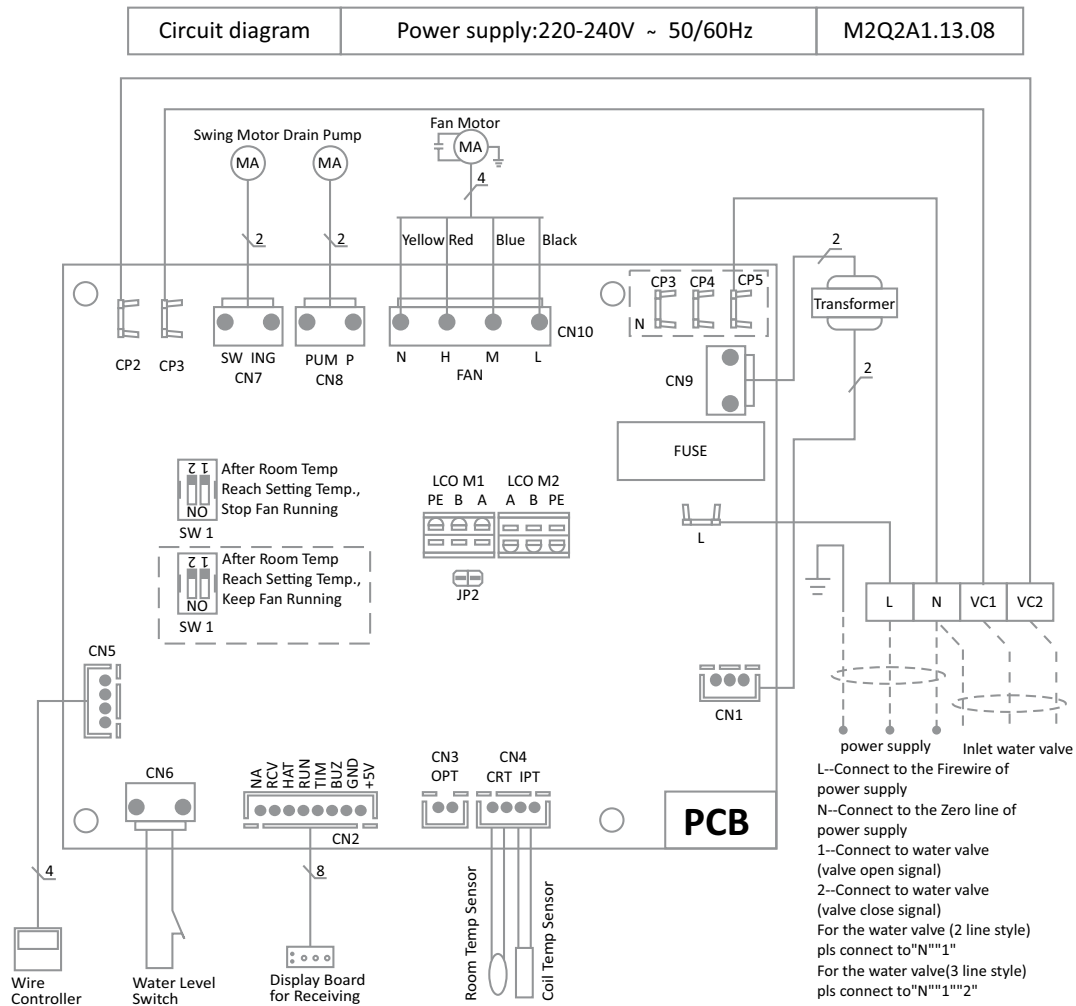 Circuit diagram
Power supply:220-240V ~ 50/60Hz
M2Q2A1.13.08
Fan Motor
Swing Motor Drain Pump
MA
MA
MA
4
2
2
2
Yellow Red Blue Black
CP3 CP4 CP5
N
Transformer
CP2 CP3
SW ING
CN7
PUM P
CN8
N H M L
FAN
CN10
CN9
2
FUSE
2 1
NO
SW 1
After Room Temp
Reach Setting Temp.,
Stop Fan Running
2 1
NO
SW 1
After Room Temp
Reach Setting Temp.,
Keep Fan Running
LCO M1 LCO M2
PE B A A B PE
JP2
L
L N VC1 VC2
CN5
CN1
CN6
NA
RCV
HAT
RUN
TIM
BUZ
GND
+5V
CN2
CN3
OPT
CN4
CRT IPT
PCB
4
8
Wire
Controller
Water Level
Switch
Display Board
for Receiving
Room Temp Sensor
Coil Temp Sensor
power supply
Inlet water valve
L--Connect to the Firewire of
power supply
N--Connect to the Zero line of
power supply
1--Connect to water valve
(valve open signal)
2--Connect to water valve
(valve close signal)
For the water valve (2 line style)
pls connect to"N""1"
For the water valve(3 line style)
pls connect to"N""1""2"